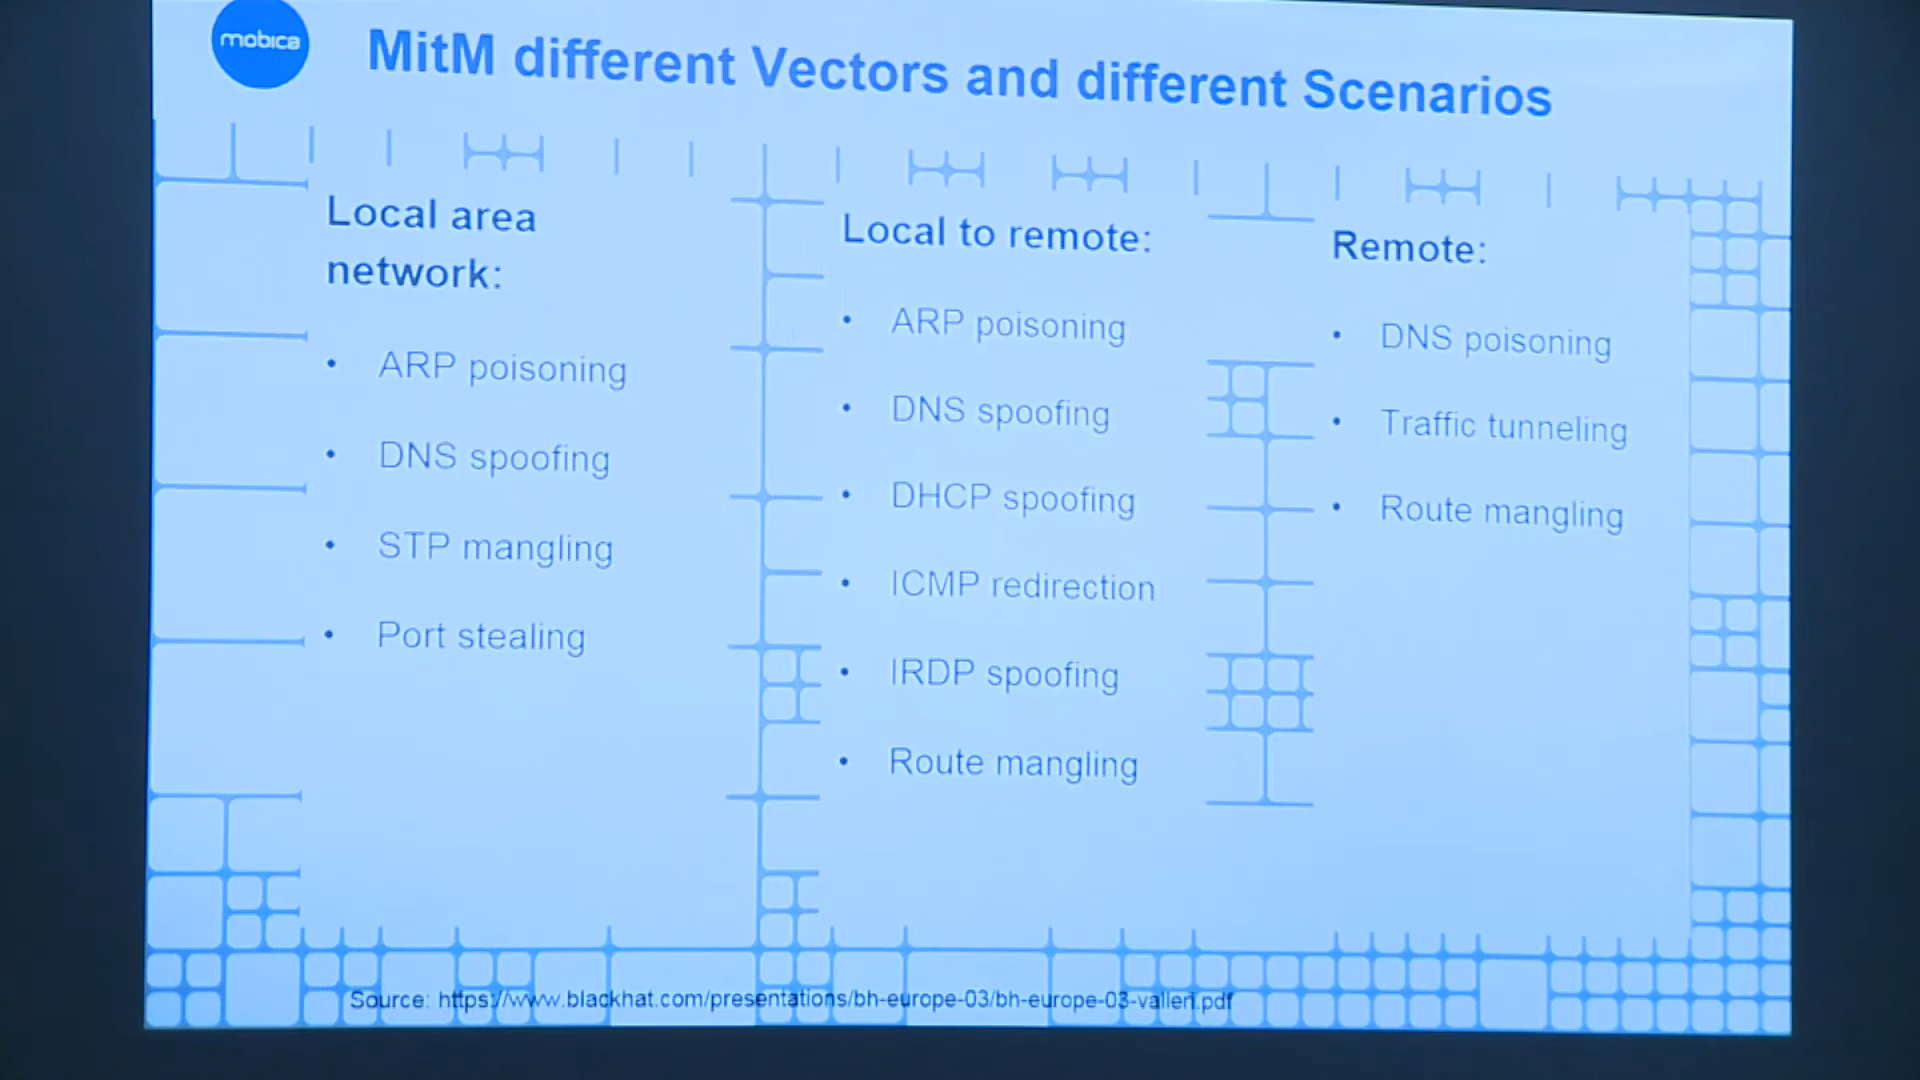 mobica
MitM different Vectors and different Scenarios
Local area
network:
• ARP poisoning
• DNS spoofing
• STP mangling
• Port stealing
Local to remote:
• ARP poisoning
• DNS spoofing
• DHCP spoofing
• ICMP redirection
• IRDP spoofing
• Route mangling
Remote:
• DNS poisoning
• Traffic tunneling
• Route mangling
Source: https://www.blackhat.com/presentations/bh-europe-03/bh-europe-03-valleri.pdf